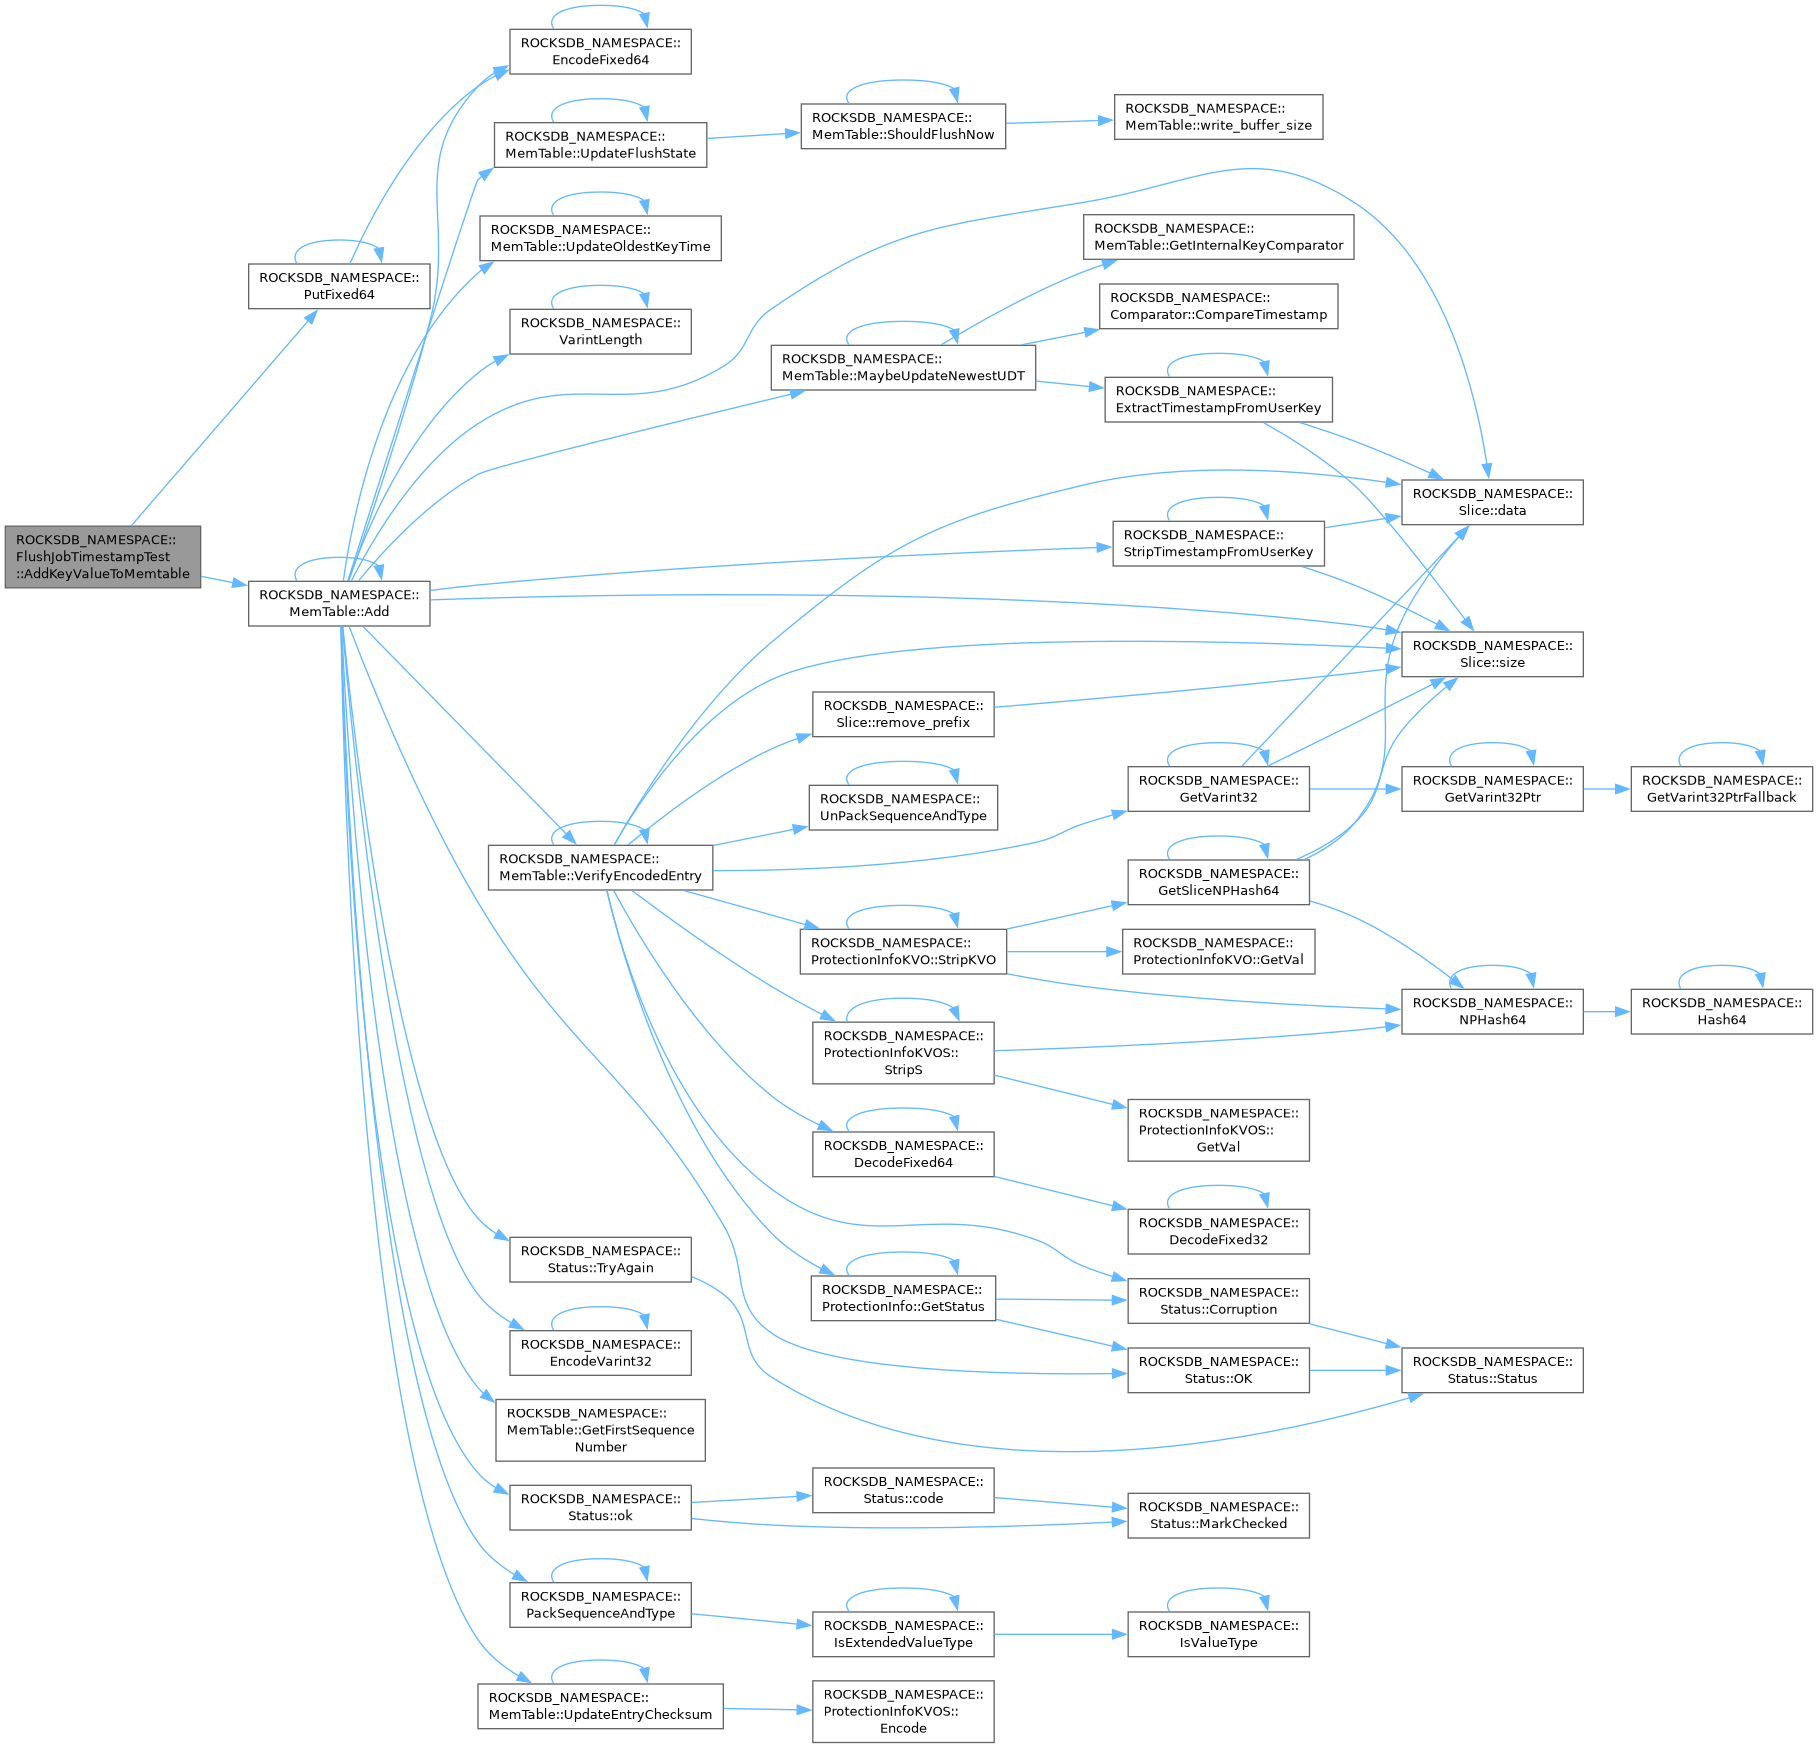 ROCKSDB_NAMESPACE::
EncodeFixed64
ROCKSDB_NAMESPACE::
MemTable::UpdateFlushState
ROCKSDB_NAMESPACE::
MemTable::ShouldFlushNow
ROCKSDB_NAMESPACE::
MemTable::write_buffer_size
ROCKSDB_NAMESPACE::
MemTable::UpdateOldestKeyTime
ROCKSDB_NAMESPACE::
MemTable::GetInternalKeyComparator
ROCKSDB_NAMESPACE::
PutFixed64
ROCKSDB_NAMESPACE::
VarintLength
ROCKSDB_NAMESPACE::
Comparator::CompareTimestamp
ROCKSDB_NAMESPACE::
MemTable::MaybeUpdateNewestUDT
ROCKSDB_NAMESPACE::
ExtractTimestampFromUserKey
ROCKSDB_NAMESPACE::
Slice::data
ROCKSDB_NAMESPACE::
StripTimestampFromUserKey
ROCKSDB_NAMESPACE::
FlushJobTimestampTest
::AddKeyValueToMemtable
ROCKSDB_NAMESPACE::
MemTable::Add
ROCKSDB_NAMESPACE::
Slice::size
ROCKSDB_NAMESPACE::
Slice::remove_prefix
ROCKSDB_NAMESPACE::
GetVarint32
ROCKSDB_NAMESPACE::
GetVarint32Ptr
ROCKSDB_NAMESPACE::
GetVarint32PtrFallback
ROCKSDB_NAMESPACE::
UnPackSequenceAndType
ROCKSDB_NAMESPACE::
MemTable::VerifyEncodedEntry
ROCKSDB_NAMESPACE::
GetSliceNPHash64
ROCKSDB_NAMESPACE::
ProtectionInfoKVO::StripKVO
ROCKSDB_NAMESPACE::
ProtectionInfoKVO::GetVal
ROCKSDB_NAMESPACE::
NPHash64
ROCKSDB_NAMESPACE::
Hash64
ROCKSDB_NAMESPACE::
ProtectionInfoKVOS::
StripS
ROCKSDB_NAMESPACE::
ProtectionInfoKVOS::
GetVal
ROCKSDB_NAMESPACE::
DecodeFixed64
ROCKSDB_NAMESPACE::
DecodeFixed32
ROCKSDB_NAMESPACE::
Status::TryAgain
ROCKSDB_NAMESPACE::
ProtectionInfo::GetStatus
ROCKSDB_NAMESPACE::
Status::Corruption
ROCKSDB_NAMESPACE::
EncodeVarint32
ROCKSDB_NAMESPACE::
Status::OK
ROCKSDB_NAMESPACE::
Status::Status
ROCKSDB_NAMESPACE::
MemTable::GetFirstSequence
Number
ROCKSDB_NAMESPACE::
Status::ok
ROCKSDB_NAMESPACE::
Status::code
ROCKSDB_NAMESPACE::
Status::MarkChecked
ROCKSDB_NAMESPACE::
PackSequenceAndType
ROCKSDB_NAMESPACE::
IsExtendedValueType
ROCKSDB_NAMESPACE::
IsValueType
ROCKSDB_NAMESPACE::
MemTable::UpdateEntryChecksum
ROCKSDB_NAMESPACE::
ProtectionInfoKVOS::
Encode